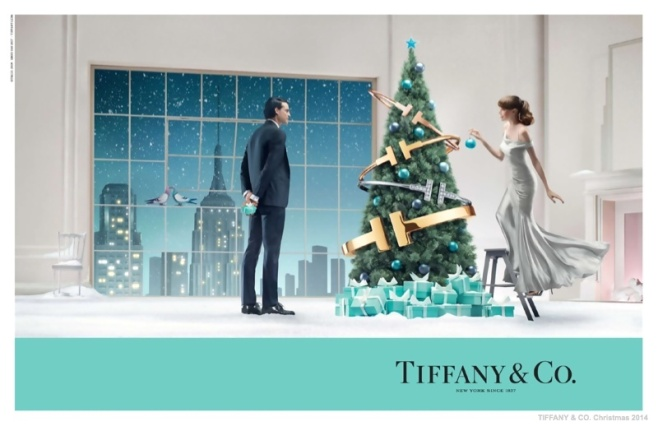 TIFFANY & CO.
NEW YORK SINCE 1837
TIFFANY & CO. Christmas 2014